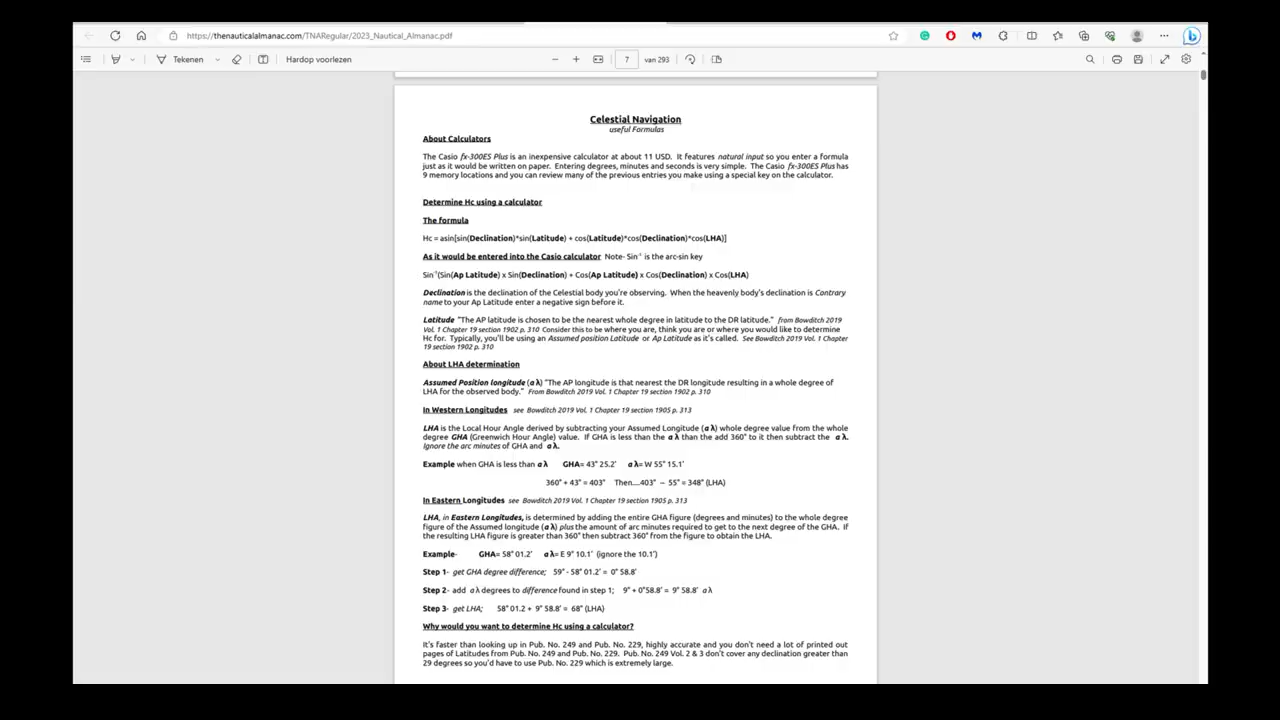 https://thenauticalalmanac.com/TNARegular/2023_Nautical_Almanac.pdf
Tekenen
Hardop voorlezen
7
van 293
Celestial Navigation
useful Formulas
About Calculators
The Casio fx-300ES Plus is an inexpensive calculator at about 11 USD. It features natural input so you enter a formula
just as it would be written on paper. Entering degrees, minutes and seconds is very simple. The Casio fx-300ES Plus has
9 memory locations and you can review many of the previous entries you make using a special key on the calculator.
Determine Hc using a calculator
The formula
Hc = asin[sin(Declination)*sin(Latitude) + cos(Latitude)*cos(Declination)*cos(LHA)]
As it would be entered into the Casio calculator Note- Sin⁻¹ is the arc-sin key
Sin⁻¹(Sin(Ap Latitude) x Sin(Declination) + Cos(Ap Latitude) x Cos(Declination) x Cos(LHA)
Declination is the declination of the Celestial body you're observing. When the heavenly body's declination is Contrary
name to your Ap Latitude enter a negative sign before it.
Latitude "The AP latitude is chosen to be the nearest whole degree in latitude to the DR latitude." from Bowditch 2019
Vol. 1 Chapter 19 section 1902 p. 310 Consider this to be where you are, think you are or where you would like to determine
Hc for. Typically, you'll be using an Assumed position Latitude or Ap Latitude as it's called. See Bowditch 2019 Vol. 1 Chapter
19 section 1902 p. 310
About LHA determination
Assumed Position longitude (a λ) "The AP longitude is that nearest the DR longitude resulting in a whole degree of
LHA for the observed body." From Bowditch 2019 Vol. 1 Chapter 19 section 1902 p. 310
In Western Longitudes see Bowditch 2019 Vol. 1 Chapter 19 section 1905 p. 313
LHA is the Local Hour Angle derived by subtracting your Assumed Longitude (a λ) whole degree value from the whole
degree GHA (Greenwich Hour Angle) value. If GHA is less than the a λ than the add 360° to it then subtract the a λ.
Ignore the arc minutes of GHA and a λ.
Example when GHA is less than a λ GHA= 43° 25.2' a λ= W 55° 15.1'
360° + 43° = 403° Then....403° – 55° = 348° (LHA)
In Eastern Longitudes see Bowditch 2019 Vol. 1 Chapter 19 section 1905 p. 313
LHA, in Eastern Longitudes, is determined by adding the entire GHA figure (degrees and minutes) to the whole degree
figure of the Assumed longitude (a λ) plus the amount of arc minutes required to get to the next degree of the GHA. If
the resulting LHA figure is greater than 360° then subtract 360° from the figure to obtain the LHA.
Example- GHA= 58° 01.2' a λ= E 9° 10.1' (ignore the 10.1')
Step 1- get GHA degree difference; 59° - 58° 01.2' = 0° 58.8'
Step 2- add a λ degrees to difference found in step 1; 9° + 0°58.8' = 9° 58.8' a λ
Step 3- get LHA; 58° 01.2 + 9° 58.8' = 68° (LHA)
Why would you want to determine Hc using a calculator?
It's faster than looking up in Pub. No. 249 and Pub. No. 229, highly accurate and you don't need a lot of printed out
pages of Latitudes from Pub. No. 249 and Pub. No. 229. Pub. No. 249 Vol. 2 & 3 don't cover any declination greater than
29 degrees so you'd have to use Pub. No. 229 which is extremely large.